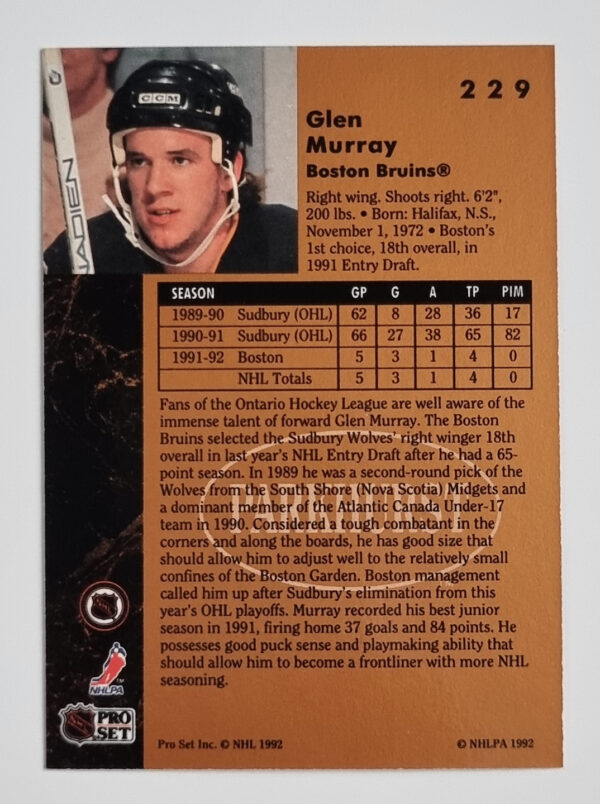 229
CCM
Glen
Murray
Boston Bruins®
ADIEN
Right wing. Shoots right. 6'2",
200 lbs. • Born: Halifax, N.S.,
November 1, 1972 • Boston's
1st choice, 18th overall, in
1991 Entry Draft.
SEASON GP G A TP PIM
1989-90 Sudbury (OHL) 62 8 28 36 17
1990-91 Sudbury (OHL) 66 27 38 65 82
1991-92 Boston 5 3 1 4 0
NHL Totals 5 3 1 4 0
Fans of the Ontario Hockey League are well aware of the
immense talent of forward Glen Murray. The Boston
Bruins selected the Sudbury Wolves' right winger 18th
overall in last year's NHL Entry Draft after he had a 65-
point season. In 1989 he was a second-round pick of the
Wolves from the South Shore (Nova Scotia) Midgets and
a dominant member of the Atlantic Canada Under-17
team in 1990. Considered a tough combatant in the
corners and along the boards, he has good size that
should allow him to adjust well to the relatively small
confines of the Boston Garden. Boston management
called him up after Sudbury's elimination from this
year's OHL playoffs. Murray recorded his best junior
season in 1991, firing home 37 goals and 84 points. He
possesses good puck sense and playmaking ability that
should allow him to become a frontliner with more NHL
seasoning.
PARKHURST
NHL
NHLPA
TM
NHL
PRO
SET
Pro Set Inc. © NHL 1992
© NHLPA 1992